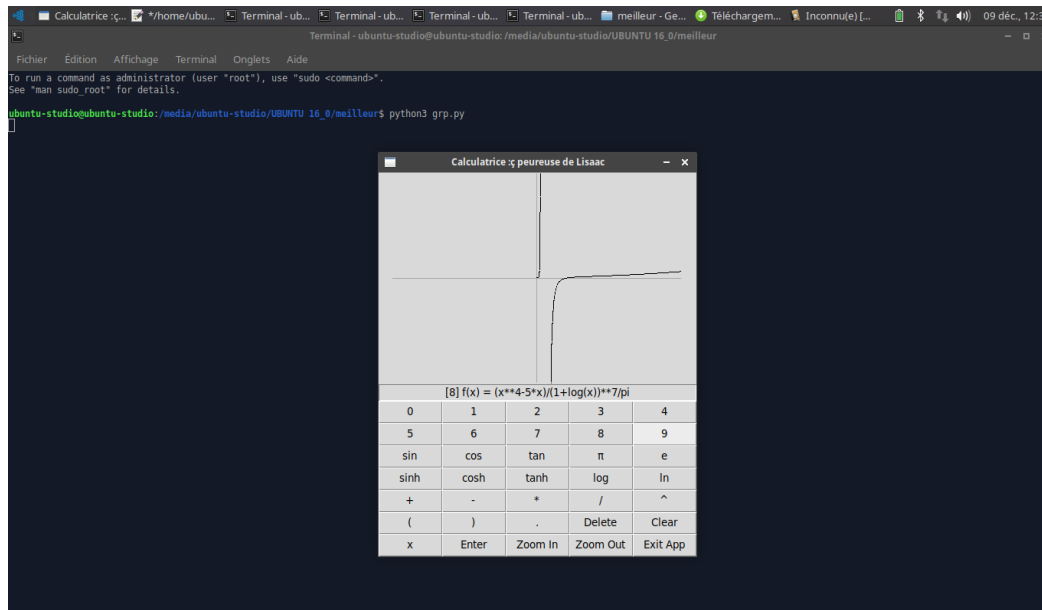 Calculatrice :ç... */home/ubu... Terminal - ub... Terminal - ub... Terminal - ub... Terminal - ub... meilleur - Ge... Téléchargem... Inconnu(e) [... 09 déc., 12:3
Terminal - ubuntu-studio@ubuntu-studio: /media/ubuntu-studio/UBUNTU 16_0/meilleur
Fichier Édition Affichage Terminal Onglets Aide
To run a command as administrator (user "root"), use "sudo <command>".
See "man sudo_root" for details.
ubuntu-studio@ubuntu-studio:/media/ubuntu-studio/UBUNTU 16_0/meilleur$ python3 grp.py
Calculatrice :ç peureuse de Lisaac
[8] f(x) = (x**4-5*x)/(1+log(x))**7/pi
0 1 2 3 4
5 6 7 8 9
sin cos tan π e
sinh cosh tanh log ln
+ - * / ^
( ) . Delete Clear
x Enter Zoom In Zoom Out Exit App